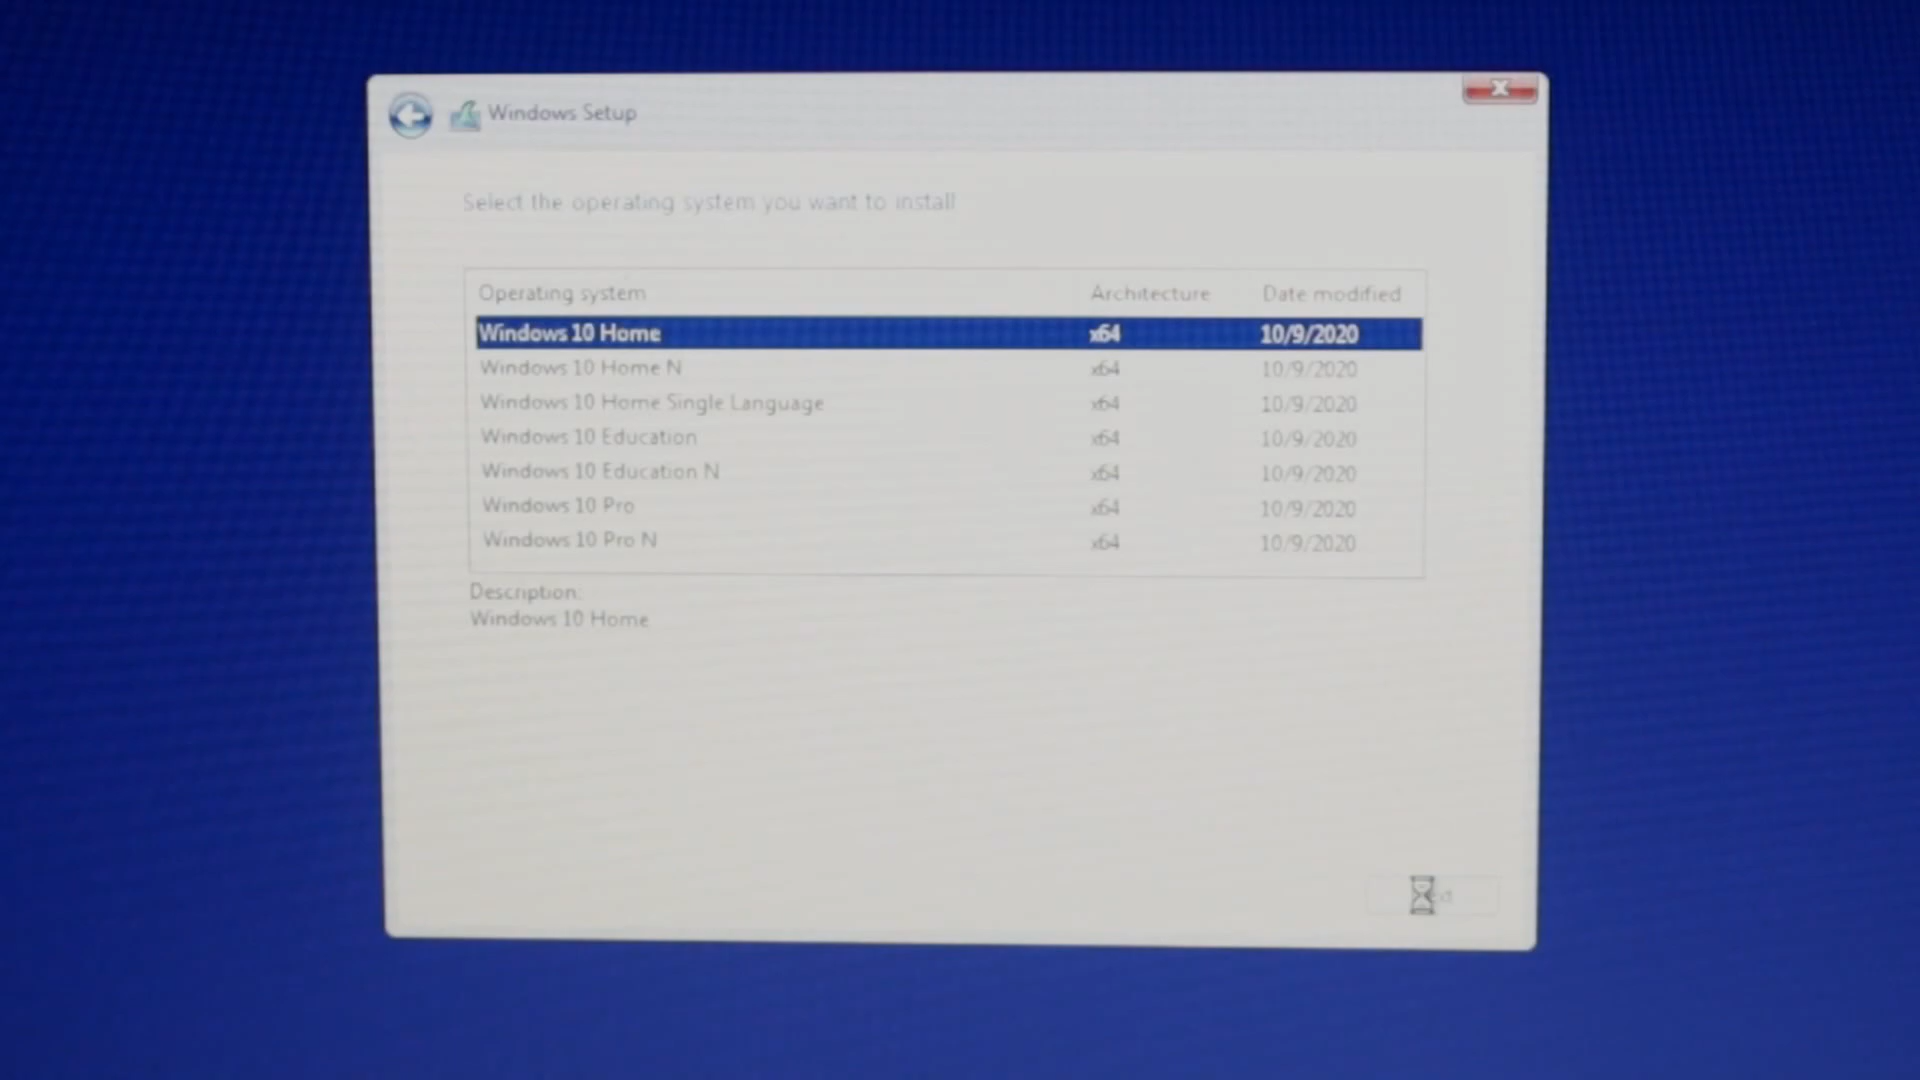 Windows Setup
Select the operating system you want to install
Operating system Architecture Date modified
Windows 10 Home x64 10/9/2020
Windows 10 Home N x64 10/9/2020
Windows 10 Home Single Language x64 10/9/2020
Windows 10 Education x64 10/9/2020
Windows 10 Education N x64 10/9/2020
Windows 10 Pro x64 10/9/2020
Windows 10 Pro N x64 10/9/2020
Description:
Windows 10 Home